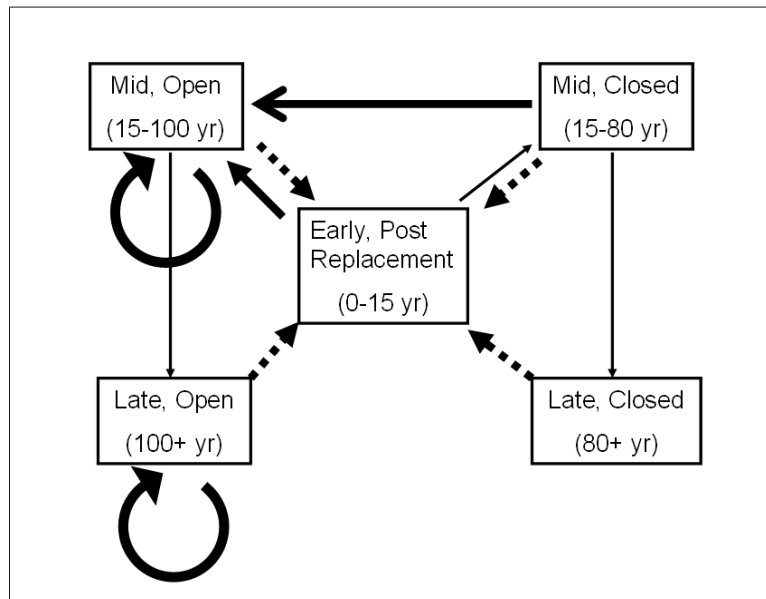 Mid, Open
(15-100 yr)
Mid, Closed
(15-80 yr)
Early, Post
Replacement
(0-15 yr)
Late, Open
(100+ yr)
Late, Closed
(80+ yr)